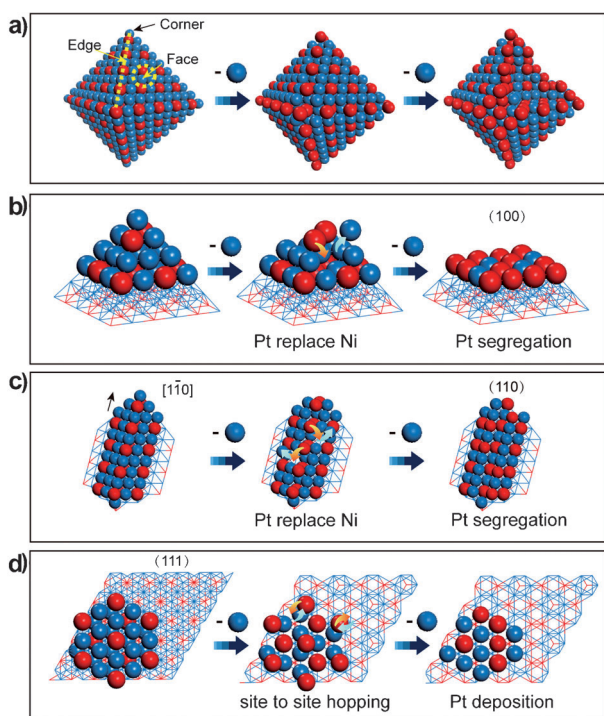 a)
Corner
Edge
Face
-
-
b)
(100)
-
-
Pt replace Ni
Pt segregation
c)
[11̄0]
(110)
-
-
Pt replace Ni
Pt segregation
d)
(111)
-
-
site to site hopping
Pt deposition